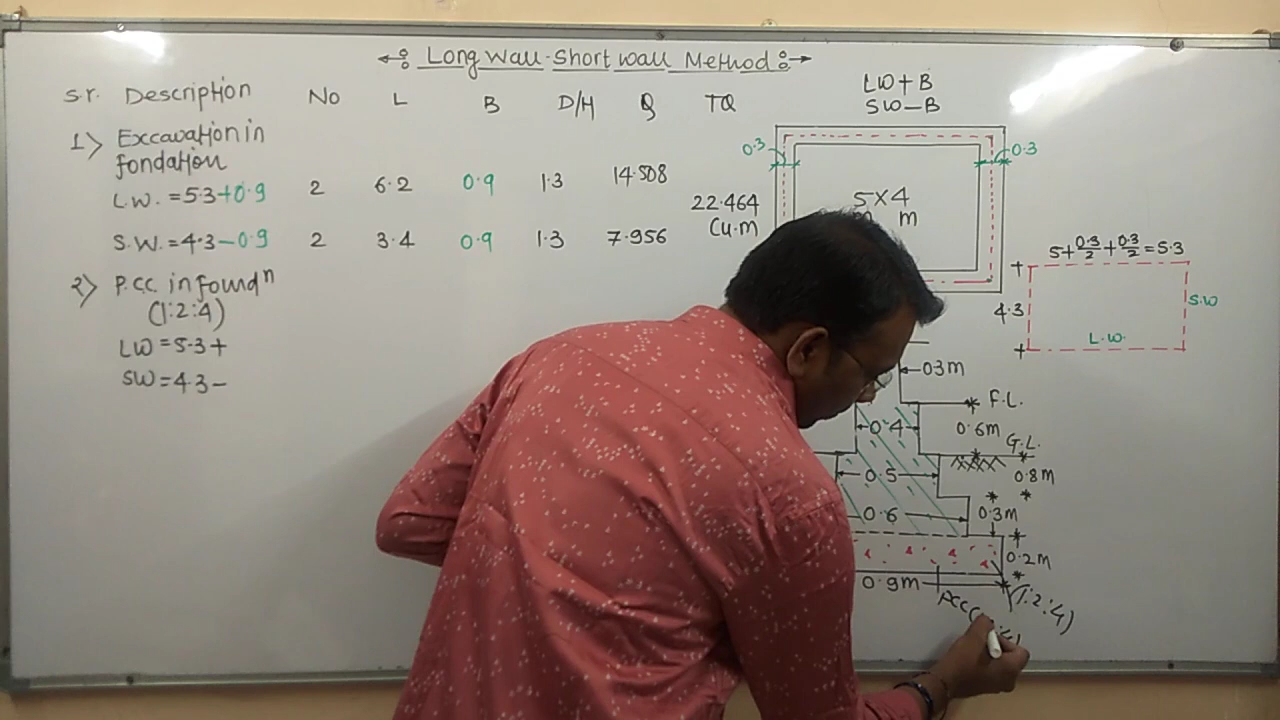 Long Wall-Short wall Method
Sr. Description No L B D/H Q TQ
1) Excavation in
fondation
L.W. =5.3+0.9 2 6.2 0.9 1.3 14.508
22.464
Cu.m
S.W. =4.3-0.9 2 3.4 0.9 1.3 7.956
2) P.C.C. in foundⁿ
(1:2:4)
LW =5.3+
SW =4.3-
LW+B
SW-B
0.3 0.3
5X4
m m
5+0.3/2+0.3/2=5.3
4.3 S.W
L.W.
03m
F.L.
0.4 0.6m
G.L.
0.5 0.8m
0.6 0.3m
0.2m
0.9m
(1:2:4)
PCC